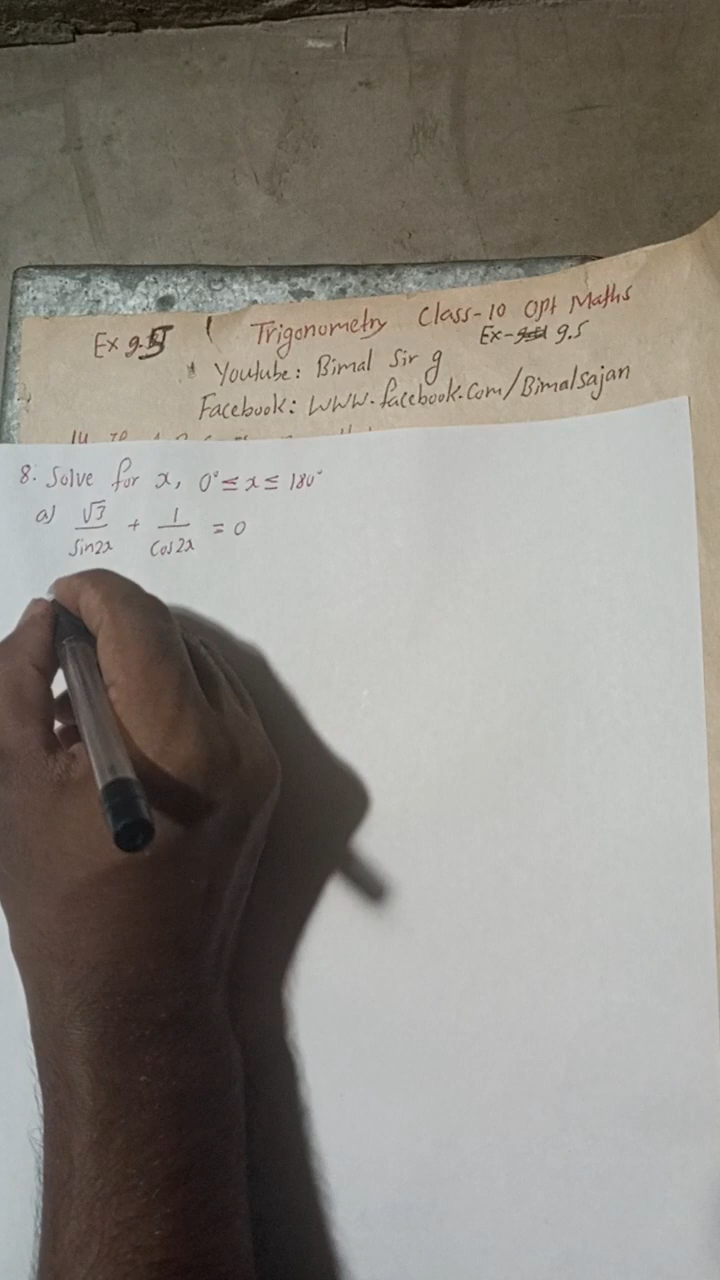 Ex 9.5 Trigonometry Class-10 Opt Maths
Ex- 9.5
Youtube: Bimal Sir g
Facebook: WWW.facebook.Com/Bimalsajan
8. Solve for x, 0° ≤ x ≤ 180°
a) √3/Sin2x + 1/Cos2x = 0